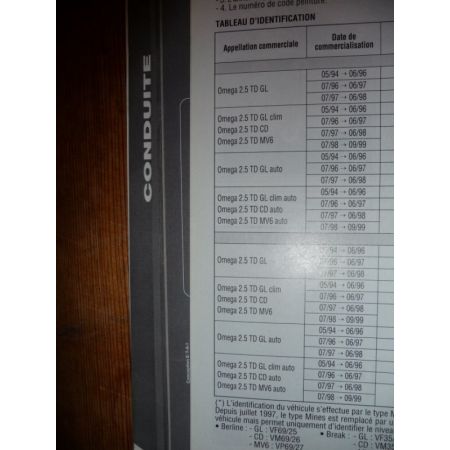 - 4. Le numéro de code peinture.
TABLEAU D'IDENTIFICATION
Appellation commerciale
Date de commercialisation
Omega 2.5 TD GL
05/94 → 06/96
07/96 → 06/97
07/97 → 06/98
Omega 2.5 TD GL clim
Omega 2.5 TD CD
Omega 2.5 TD MV6
05/94 → 06/96
07/96 → 06/97
07/97 → 06/98
07/98 → 09/99
Omega 2.5 TD GL auto
05/94 → 06/96
07/96 → 06/97
07/97 → 06/98
Omega 2.5 TD GL clim auto
Omega 2.5 TD CD auto
Omega 2.5 TD MV6 auto
05/94 → 06/96
07/96 → 06/97
07/97 → 06/98
07/98 → 09/99
Omega 2.5 TD GL
05/94 → 06/96
07/96 → 06/97
07/97 → 06/98
Omega 2.5 TD GL clim
Omega 2.5 TD CD
Omega 2.5 TD MV6
05/94 → 06/96
07/96 → 06/97
07/97 → 06/98
07/98 → 09/99
Omega 2.5 TD GL auto
05/94 → 06/96
07/96 → 06/97
07/97 → 06/98
Omega 2.5 TD GL clim auto
Omega 2.5 TD CD auto
Omega 2.5 TD MV6 auto
05/94 → 06/96
07/96 → 06/97
07/97 → 06/98
07/98 → 09/99
(*) L'identification du véhicule s'effectue par le type M
Depuis juillet 1997, le type Mines est remplacé par u
véhicule mais permet uniquement d'identifier le nivea
• Berline : - GL : VF69/25
- CD : VM69/26
- MV6 : VP69/27
• Break : - GL : VF35/
- CD : VM3
CONDUITE